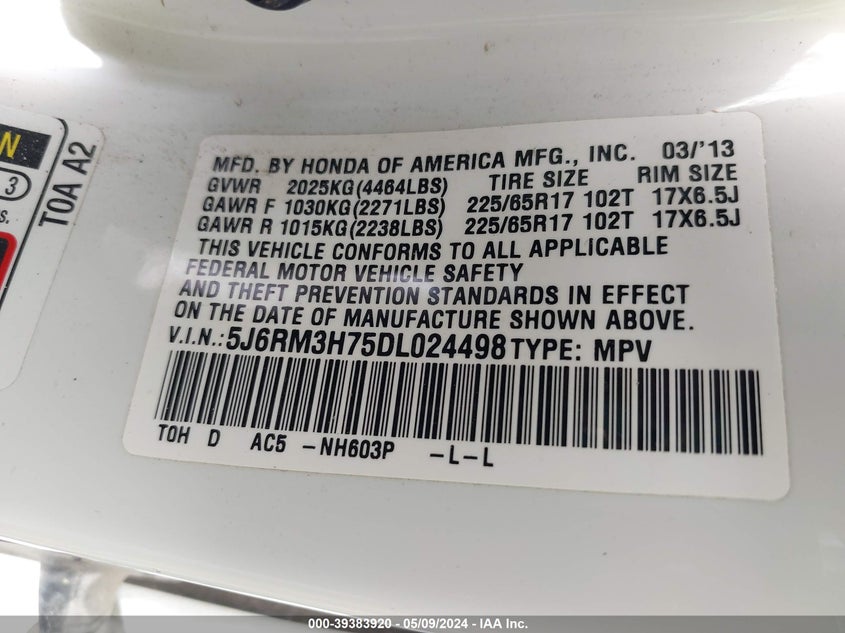 N
3
S.
T0A A2
MFD. BY HONDA OF AMERICA MFG., INC. 03/'13
GVWR 2025KG(4464LBS) TIRE SIZE RIM SIZE
GAWR F 1030KG(2271LBS) 225/65R17 102T 17X6.5J
GAWR R 1015KG(2238LBS) 225/65R17 102T 17X6.5J
THIS VEHICLE CONFORMS TO ALL APPLICABLE
FEDERAL MOTOR VEHICLE SAFETY
AND THEFT PREVENTION STANDARDS IN EFFECT
ON THE DATE OF MANUFACTURE SHOWN ABOVE.
V.I.N.:5J6RM3H75DL024498 TYPE: MPV
T0H D AC5 -NH603P -L-L
000-39383920 - 05/09/2024 - IAA Inc.